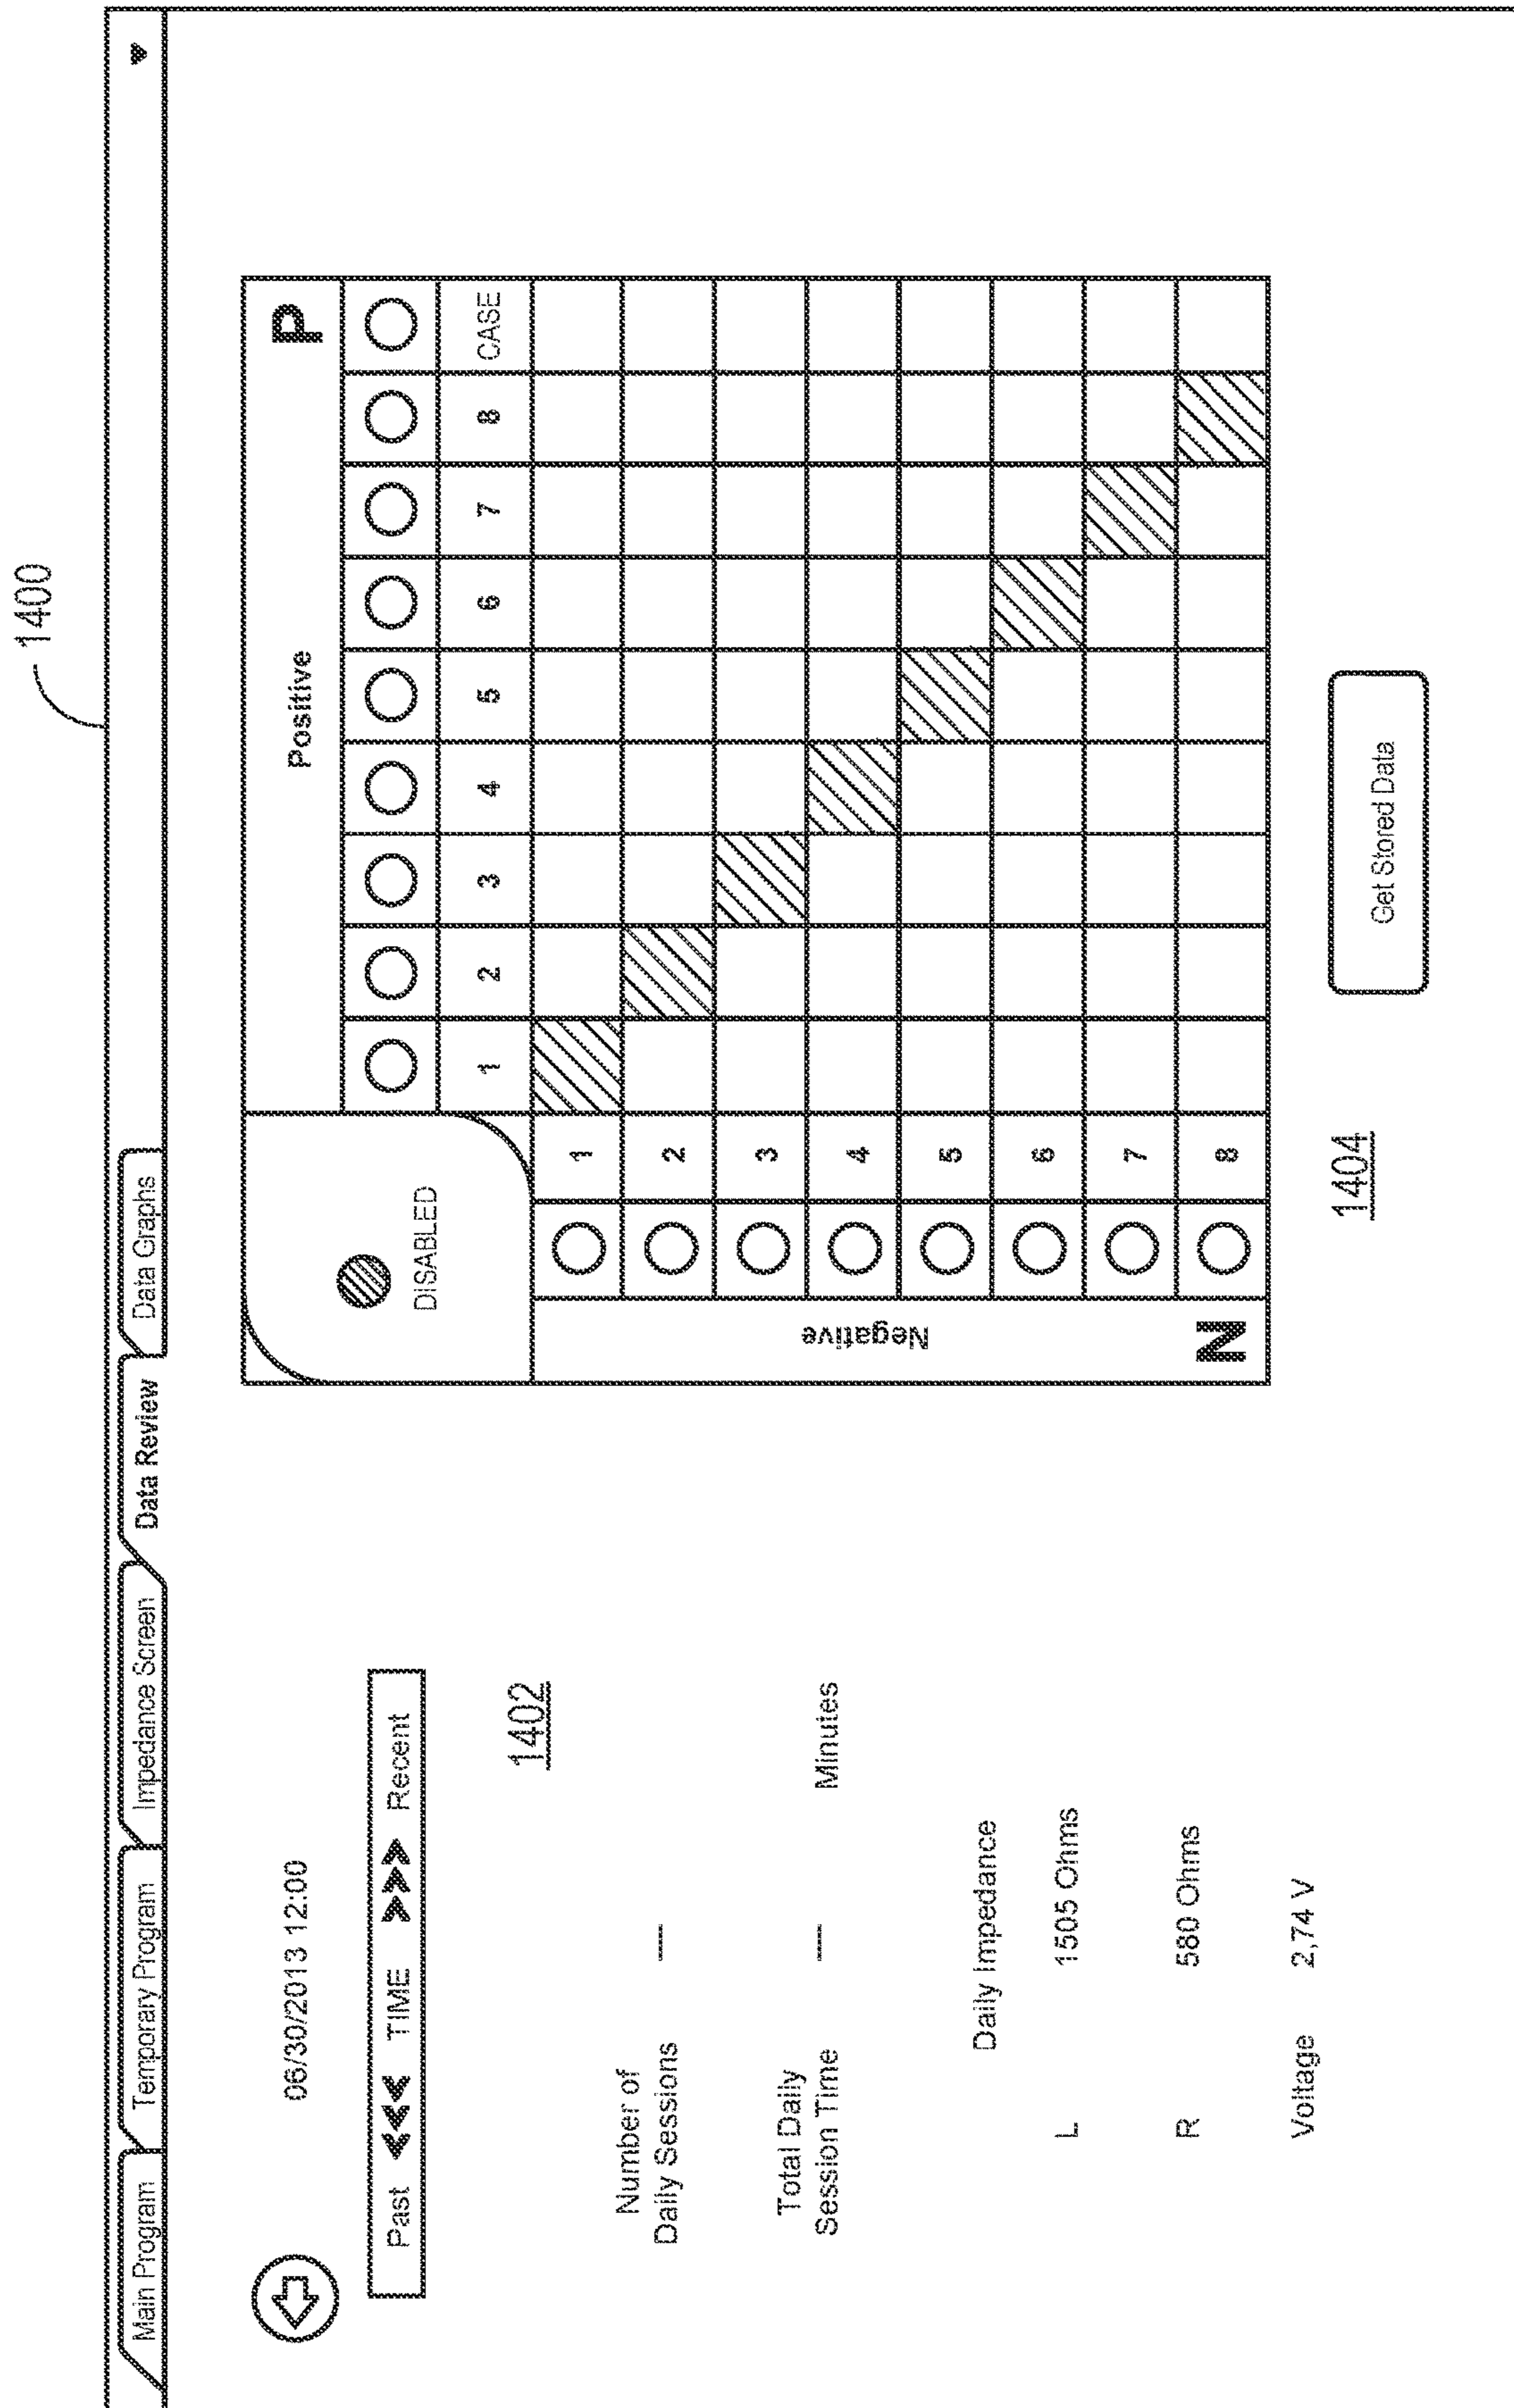 1400
Main Program Temporary Program Impedance Screen Data Review Data Graphs
06/30/2013 12:00
Past <<< TIME >>> Recent
1402
Number of
Daily Sessions —
Total Daily
Session Time — Minutes
Daily Impedance
L 1505 Ohms
R 580 Ohms
Voltage 2,74 V
DISABLED
Positive P
1 2 3 4 5 6 7 8 CASE
Negative
N
1
2
3
4
5
6
7
8
1404
Get Stored Data